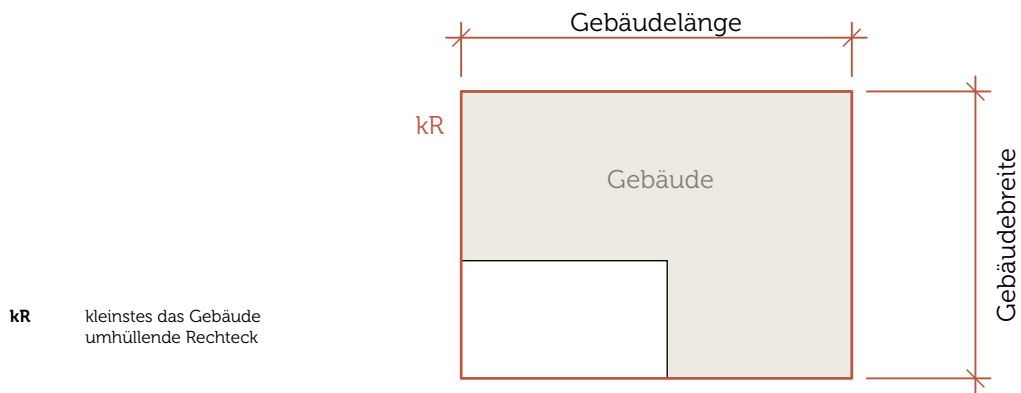 Gebäudelänge
kR
Gebäude
Gebäudebreite
kR kleinstes das Gebäude
umhüllende Rechteck